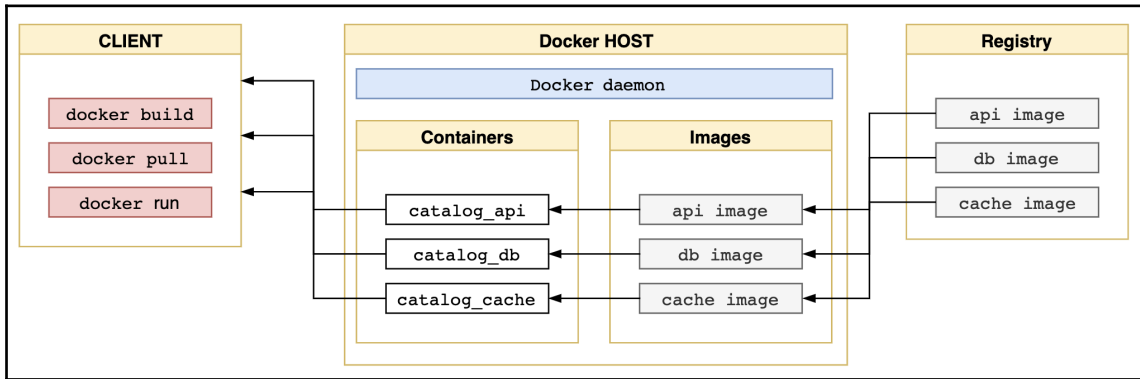 CLIENT
docker build
docker pull
docker run
Docker HOST
Docker daemon
Containers
catalog_api
catalog_db
catalog_cache
Images
api image
db image
cache image
Registry
api image
db image
cache image